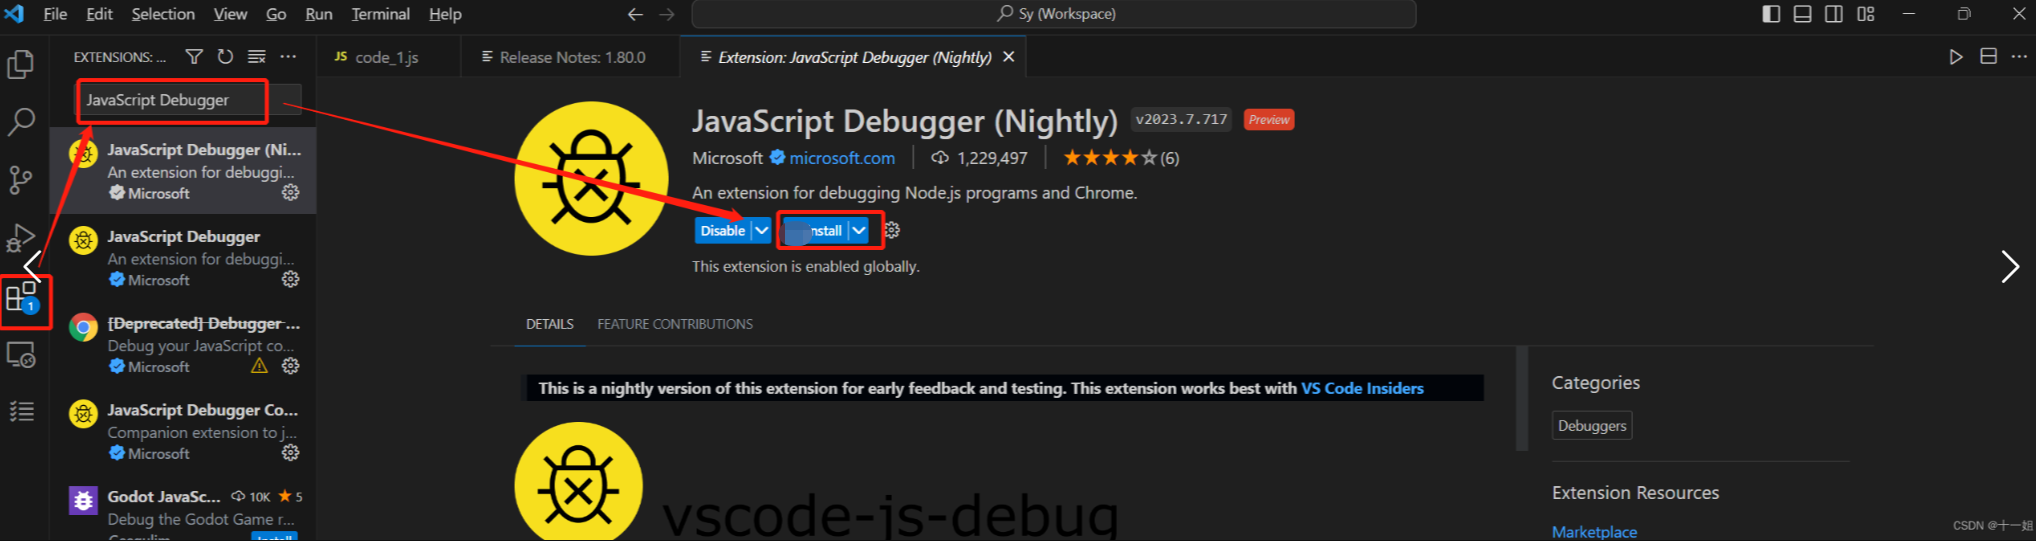 File Edit Selection View Go Run Terminal Help
Sy (Workspace)
EXTENSIONS: ...
JS code_1.js
Release Notes: 1.80.0
Extension: JavaScript Debugger (Nightly)
JavaScript Debugger
JavaScript Debugger (Ni...
An extension for debuggi...
Microsoft
JavaScript Debugger
An extension for debuggi...
Microsoft
1
[Deprecated] Debugger ...
Debug your JavaScript co...
Microsoft
JavaScript Debugger Co...
Companion extension to j...
Microsoft
Godot JavaSc... 10K 5
Debug the Godot Game r...
Install
JavaScript Debugger (Nightly) v2023.7.717 Preview
Microsoft microsoft.com 1,229,497 (6)
An extension for debugging Node.js programs and Chrome.
Disable nstall
This extension is enabled globally.
DETAILS FEATURE CONTRIBUTIONS
This is a nightly version of this extension for early feedback and testing. This extension works best with VS Code Insiders
vscode-js-debug
Categories
Debuggers
Extension Resources
Marketplace
CSDN @十一姐